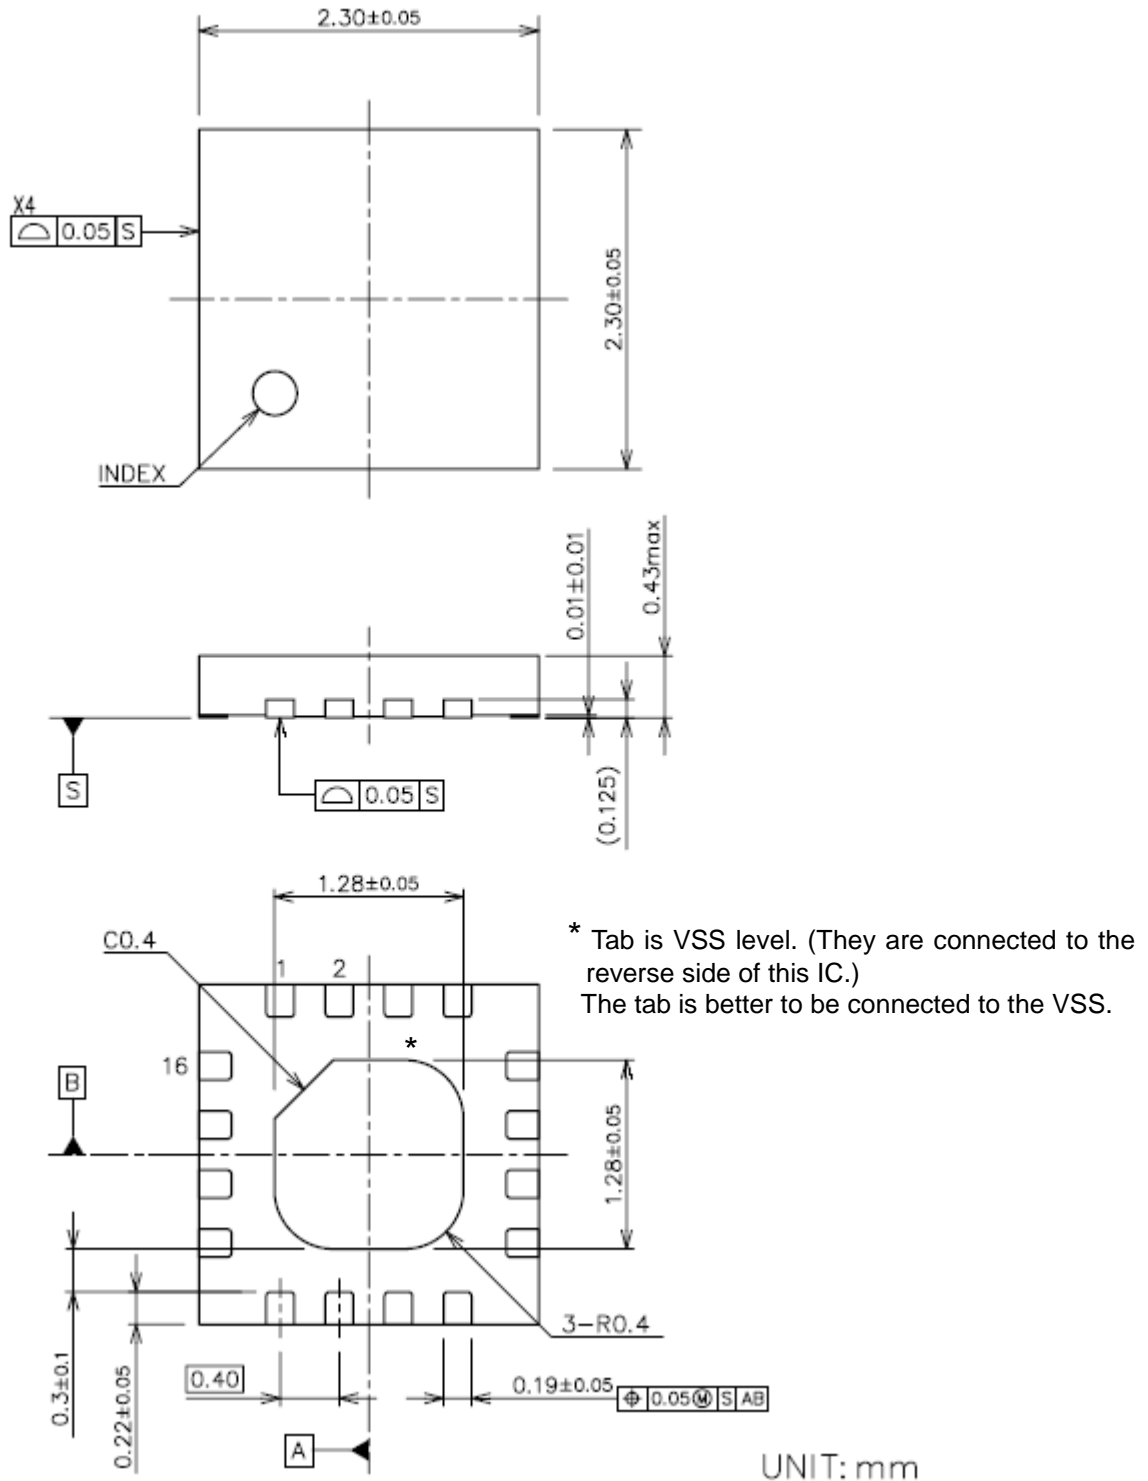 2.30±0.05
X4
⌓ 0.05 S
2.30±0.05
INDEX
0.01±0.01
0.43max
(0.125)
S
⌓ 0.05 S
1.28±0.05
C0.4
1 2
* Tab is VSS level. (They are connected to the
reverse side of this IC.)
The tab is better to be connected to the VSS.
*
16
B
1.28±0.05
3-R0.4
0.3±0.1
0.22±0.05
0.40
0.19±0.05
⌖ 0.05 Ⓜ S AB
A
UNIT: mm